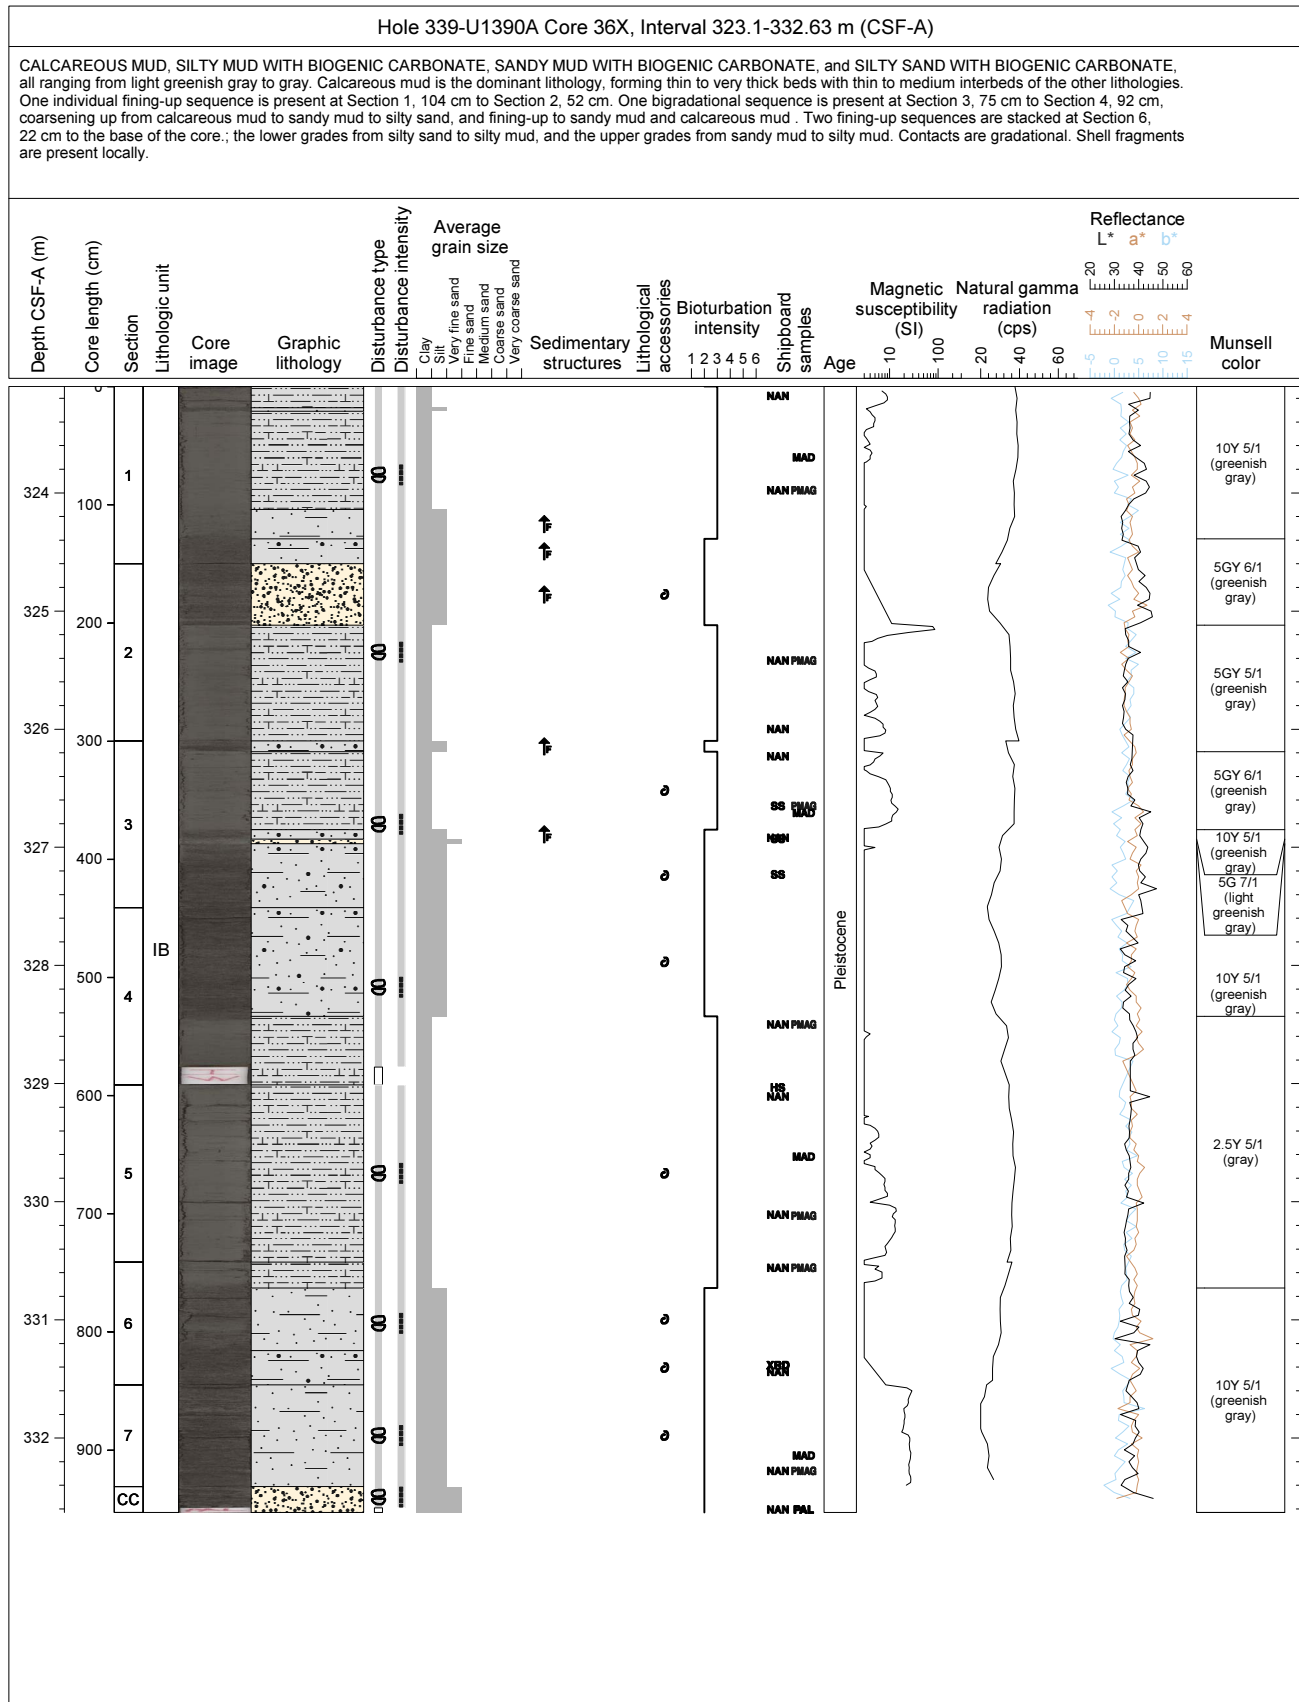 Hole 339-U1390A Core 36X, Interval 323.1-332.63 m (CSF-A)
CALCAREOUS MUD, SILTY MUD WITH BIOGENIC CARBONATE, SANDY MUD WITH BIOGENIC CARBONATE, and SILTY SAND WITH BIOGENIC CARBONATE,
all ranging from light greenish gray to gray. Calcareous mud is the dominant lithology, forming thin to very thick beds with thin to medium interbeds of the other lithologies.
One individual fining-up sequence is present at Section 1, 104 cm to Section 2, 52 cm. One bigradational sequence is present at Section 3, 75 cm to Section 4, 92 cm,
coarsening up from calcareous mud to sandy mud to silty sand, and fining-up to sandy mud and calcareous mud . Two fining-up sequences are stacked at Section 6,
22 cm to the base of the core.; the lower grades from silty sand to silty mud, and the upper grades from sandy mud to silty mud. Contacts are gradational. Shell fragments
are present locally.
Depth CSF-A (m)
Core length (cm)
Section
Lithologic unit
Core
image
Graphic
lithology
Disturbance type
Disturbance intensity
Average
grain size
Clay
Silt
Very fine sand
Fine sand
Medium sand
Coarse sand
Very coarse sand
Sedimentary
structures
Lithological
accessories
Bioturbation
intensity
1 2 3 4 5 6
Shipboard
samples
Age
Magnetic
susceptibility
(SI)
10 100
Natural gamma
radiation
(cps)
20 40 60
Reflectance
L* a* b*
20 30 40 50 60
-4 -2 0 2 4
-5 0 5 10 15
Munsell
color
0
NAN
10Y 5/1
(greenish
gray)
MAD
1
324
NAN PMAG
100
F
F
5GY 6/1
(greenish
gray)
F
325
200
2
NAN PMAG
5GY 5/1
(greenish
gray)
326
NAN
300
F
NAN
5GY 6/1
(greenish
gray)
SS PMAG
MAD
3
F
NAN
10Y 5/1
(greenish
gray)
327
400
SS
5G 7/1
(light
greenish
gray)
IB
Pleistocene
328
500
4
10Y 5/1
(greenish
gray)
NAN PMAG
329
HS
600
NAN
2.5Y 5/1
(gray)
MAD
5
330
700
NAN PMAG
NAN PMAG
331
6
800
XRD
NAN
10Y 5/1
(greenish
gray)
332
7
900
MAD
NAN PMAG
CC
NAN PAL